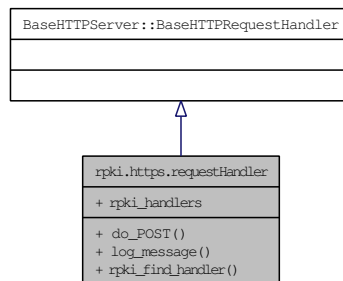 BaseHTTPServer::BaseHTTPRequestHandler
rpki.https.requestHandler
+ rpki_handlers
+ do_POST()
+ log_message()
+ rpki_find_handler()